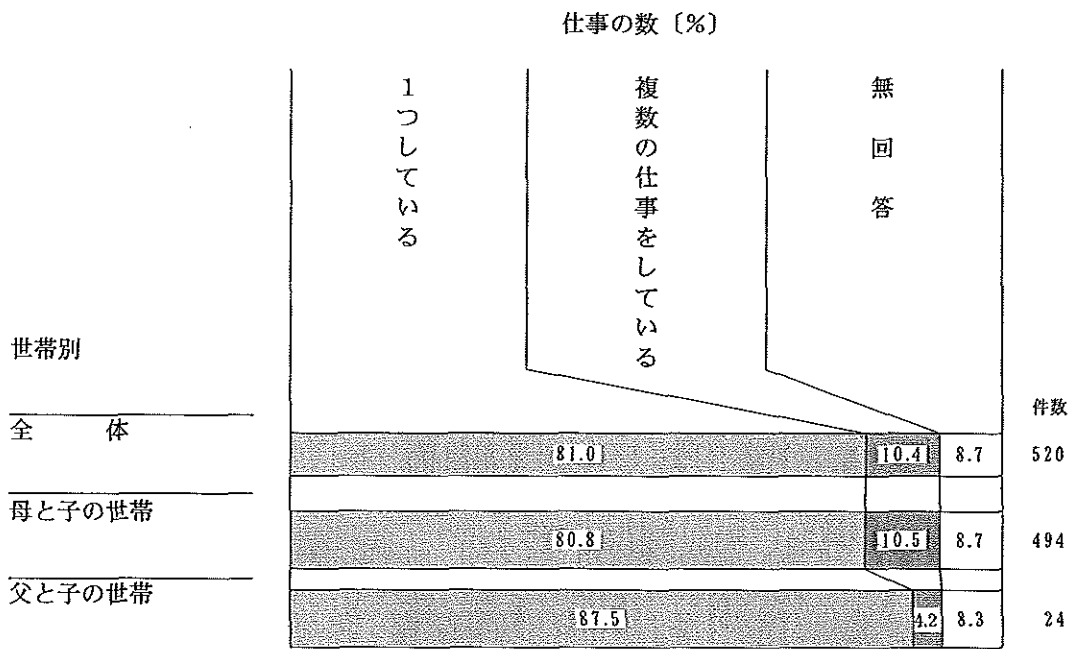 仕事の数〔％〕
1つしている
複数の仕事をしている
無回答
世帯別
件数
全体 81.0 10.4 8.7 520
母と子の世帯 80.8 10.5 8.7 494
父と子の世帯 87.5 4.2 8.3 24